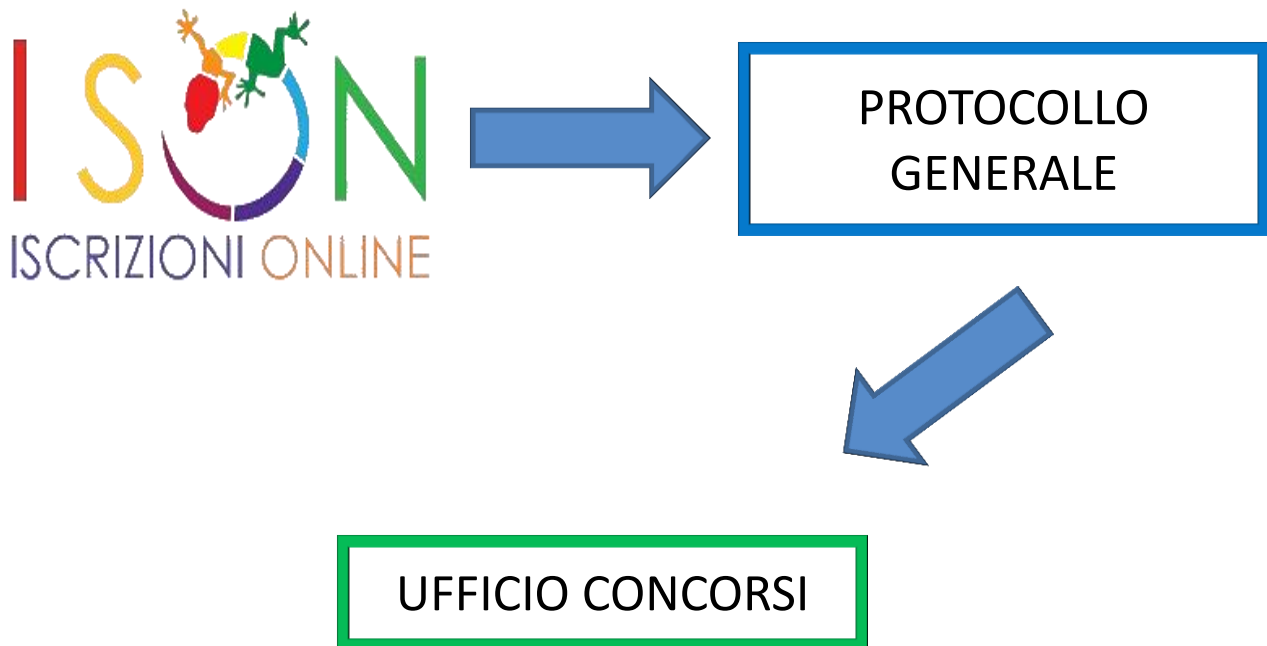 ISON
ISCRIZIONI ONLINE
PROTOCOLLO
GENERALE
UFFICIO CONCORSI